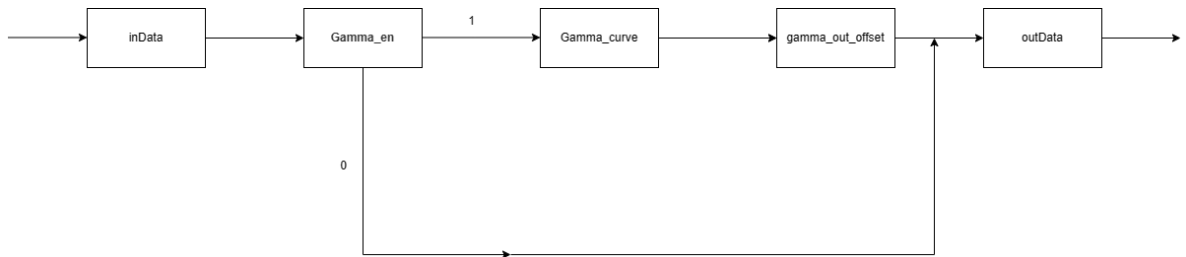 inData
Gamma_en
1
Gamma_curve
gamma_out_offset
outData
0